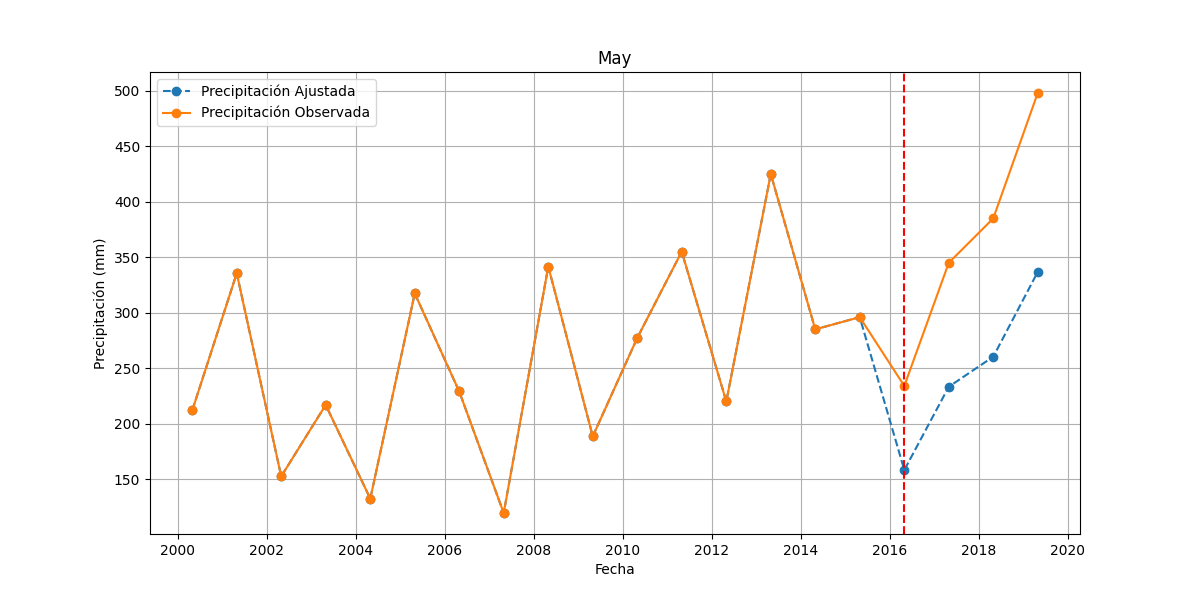 May
Precipitación Ajustada
Precipitación Observada
500
450
400
350
300
250
200
150
Precipitación (mm)
2000 2002 2004 2006 2008 2010 2012 2014 2016 2018 2020
Fecha